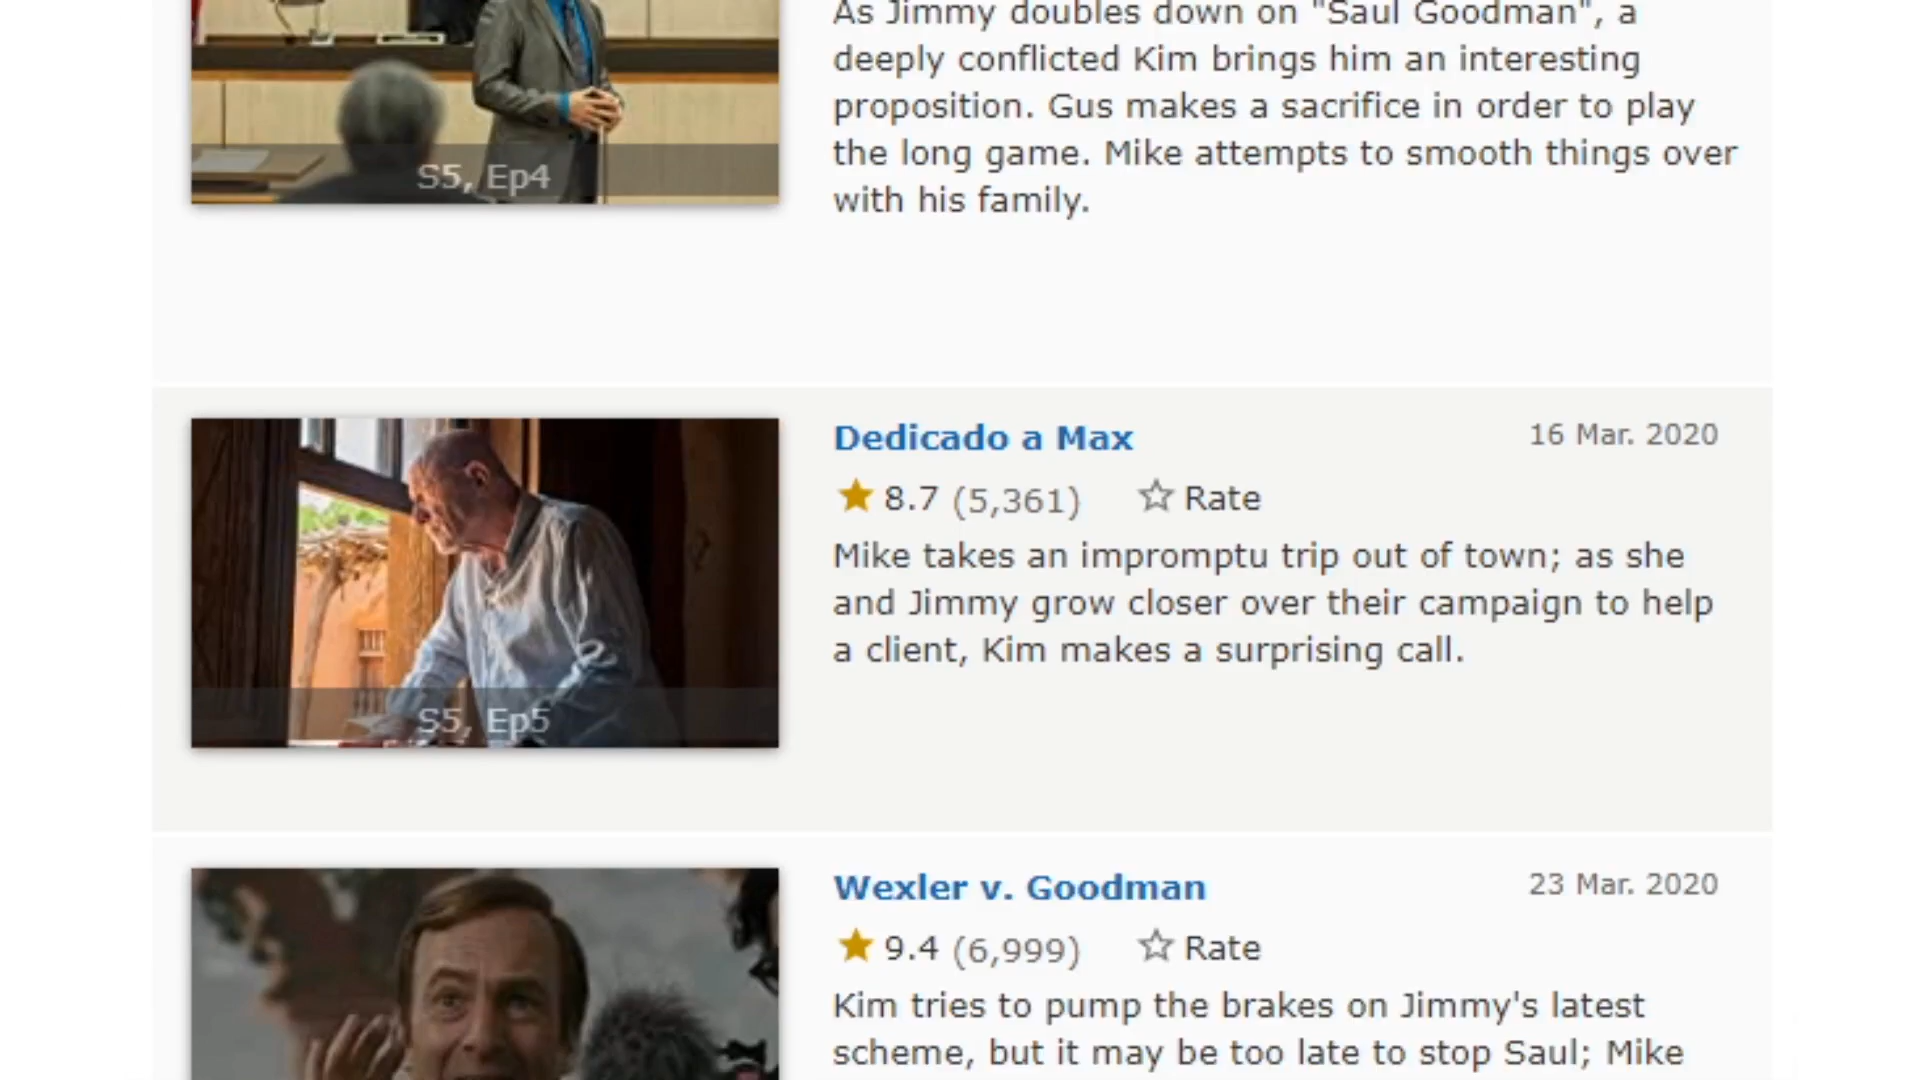 As Jimmy doubles down on "Saul Goodman", a
deeply conflicted Kim brings him an interesting
proposition. Gus makes a sacrifice in order to play
the long game. Mike attempts to smooth things over
with his family.
S5, Ep4
Dedicado a Max
16 Mar. 2020
8.7 (5,361) Rate
Mike takes an impromptu trip out of town; as she
and Jimmy grow closer over their campaign to help
a client, Kim makes a surprising call.
S5, Ep5
Wexler v. Goodman
23 Mar. 2020
9.4 (6,999) Rate
Kim tries to pump the brakes on Jimmy's latest
scheme, but it may be too late to stop Saul; Mike